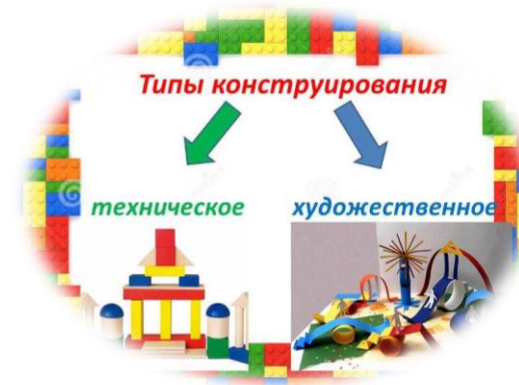 Типы конструирования
техническое
художественное